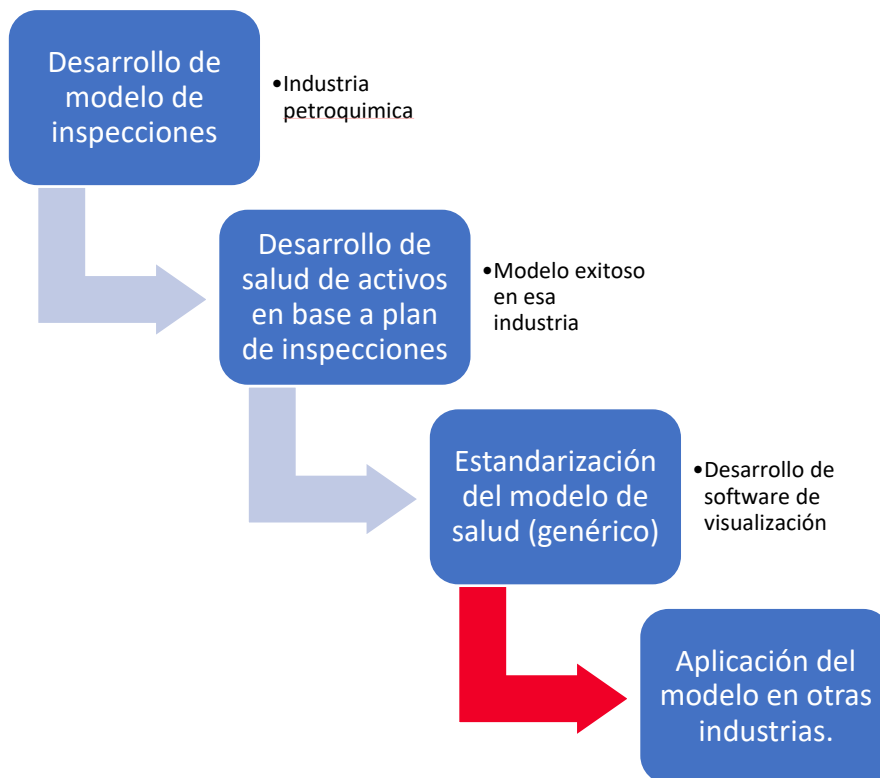 Desarrollo de
modelo de
inspecciones
•Industria
petroquimica
Desarrollo de
salud de activos
en base a plan
de inspecciones
•Modelo exitoso
en esa
industria
Estandarización
del modelo de
salud (genérico)
•Desarrollo de
software de
visualización
Aplicación del
modelo en otras
industrias.